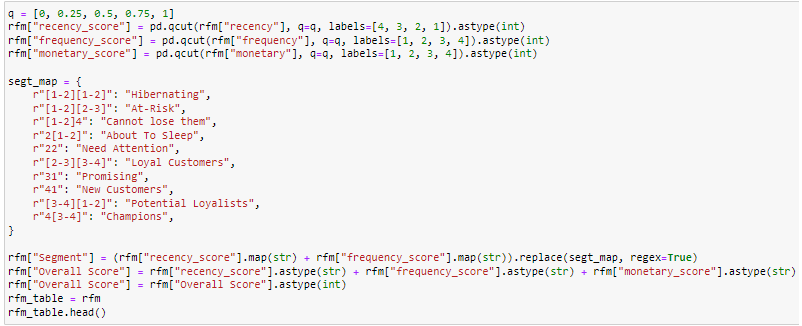 q = [0, 0.25, 0.5, 0.75, 1]
rfm["recency_score"] = pd.qcut(rfm["recency"], q=q, labels=[4, 3, 2, 1]).astype(int)
rfm["frequency_score"] = pd.qcut(rfm["frequency"], q=q, labels=[1, 2, 3, 4]).astype(int)
rfm["monetary_score"] = pd.qcut(rfm["monetary"], q=q, labels=[1, 2, 3, 4]).astype(int)

segt_map = {
    r"[1-2][1-2]": "Hibernating",
    r"[1-2][2-3]": "At-Risk",
    r"[1-2]4": "Cannot lose them",
    r"2[1-2]": "About To Sleep",
    r"22": "Need Attention",
    r"[2-3][3-4]": "Loyal Customers",
    r"31": "Promising",
    r"41": "New Customers",
    r"[3-4][1-2]": "Potential Loyalists",
    r"4[3-4]": "Champions",
}

rfm["Segment"] = (rfm["recency_score"].map(str) + rfm["frequency_score"].map(str)).replace(segt_map, regex=True)
rfm["Overall Score"] = rfm["recency_score"].astype(str) + rfm["frequency_score"].astype(str) + rfm["monetary_score"].astype(str)
rfm["Overall Score"] = rfm["Overall Score"].astype(int)
rfm_table = rfm
rfm_table.head()